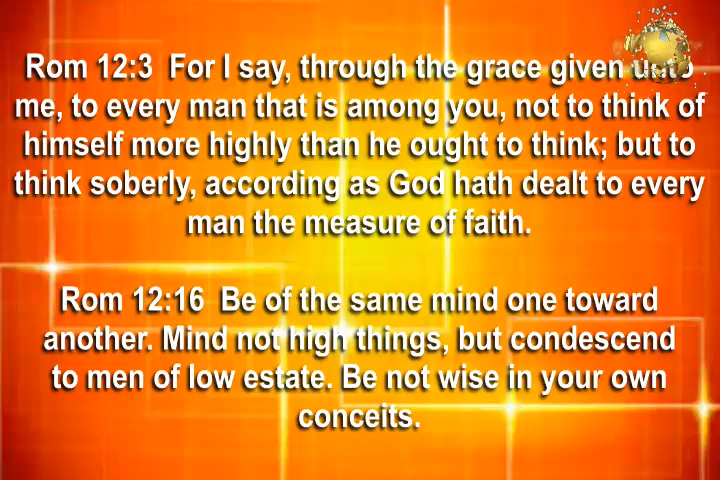 Rom 12:3  For I say, through the grace given unto
me, to every man that is among you, not to think of
himself more highly than he ought to think; but to
think soberly, according as God hath dealt to every
man the measure of faith.
Rom 12:16  Be of the same mind one toward
another. Mind not high things, but condescend
to men of low estate. Be not wise in your own
conceits.